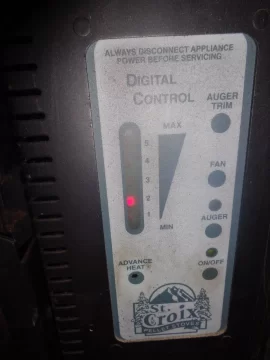 ALWAYS DISCONNECT APPLIANCE
POWER BEFORE SERVICING
DIGITAL
CONTROL
AUGER
TRIM
MAX
5
4
3
2
1
MIN
FAN
AUGER
ON/OFF
ADVANCE
HEAT
St.
Croix
PELLET STOVES